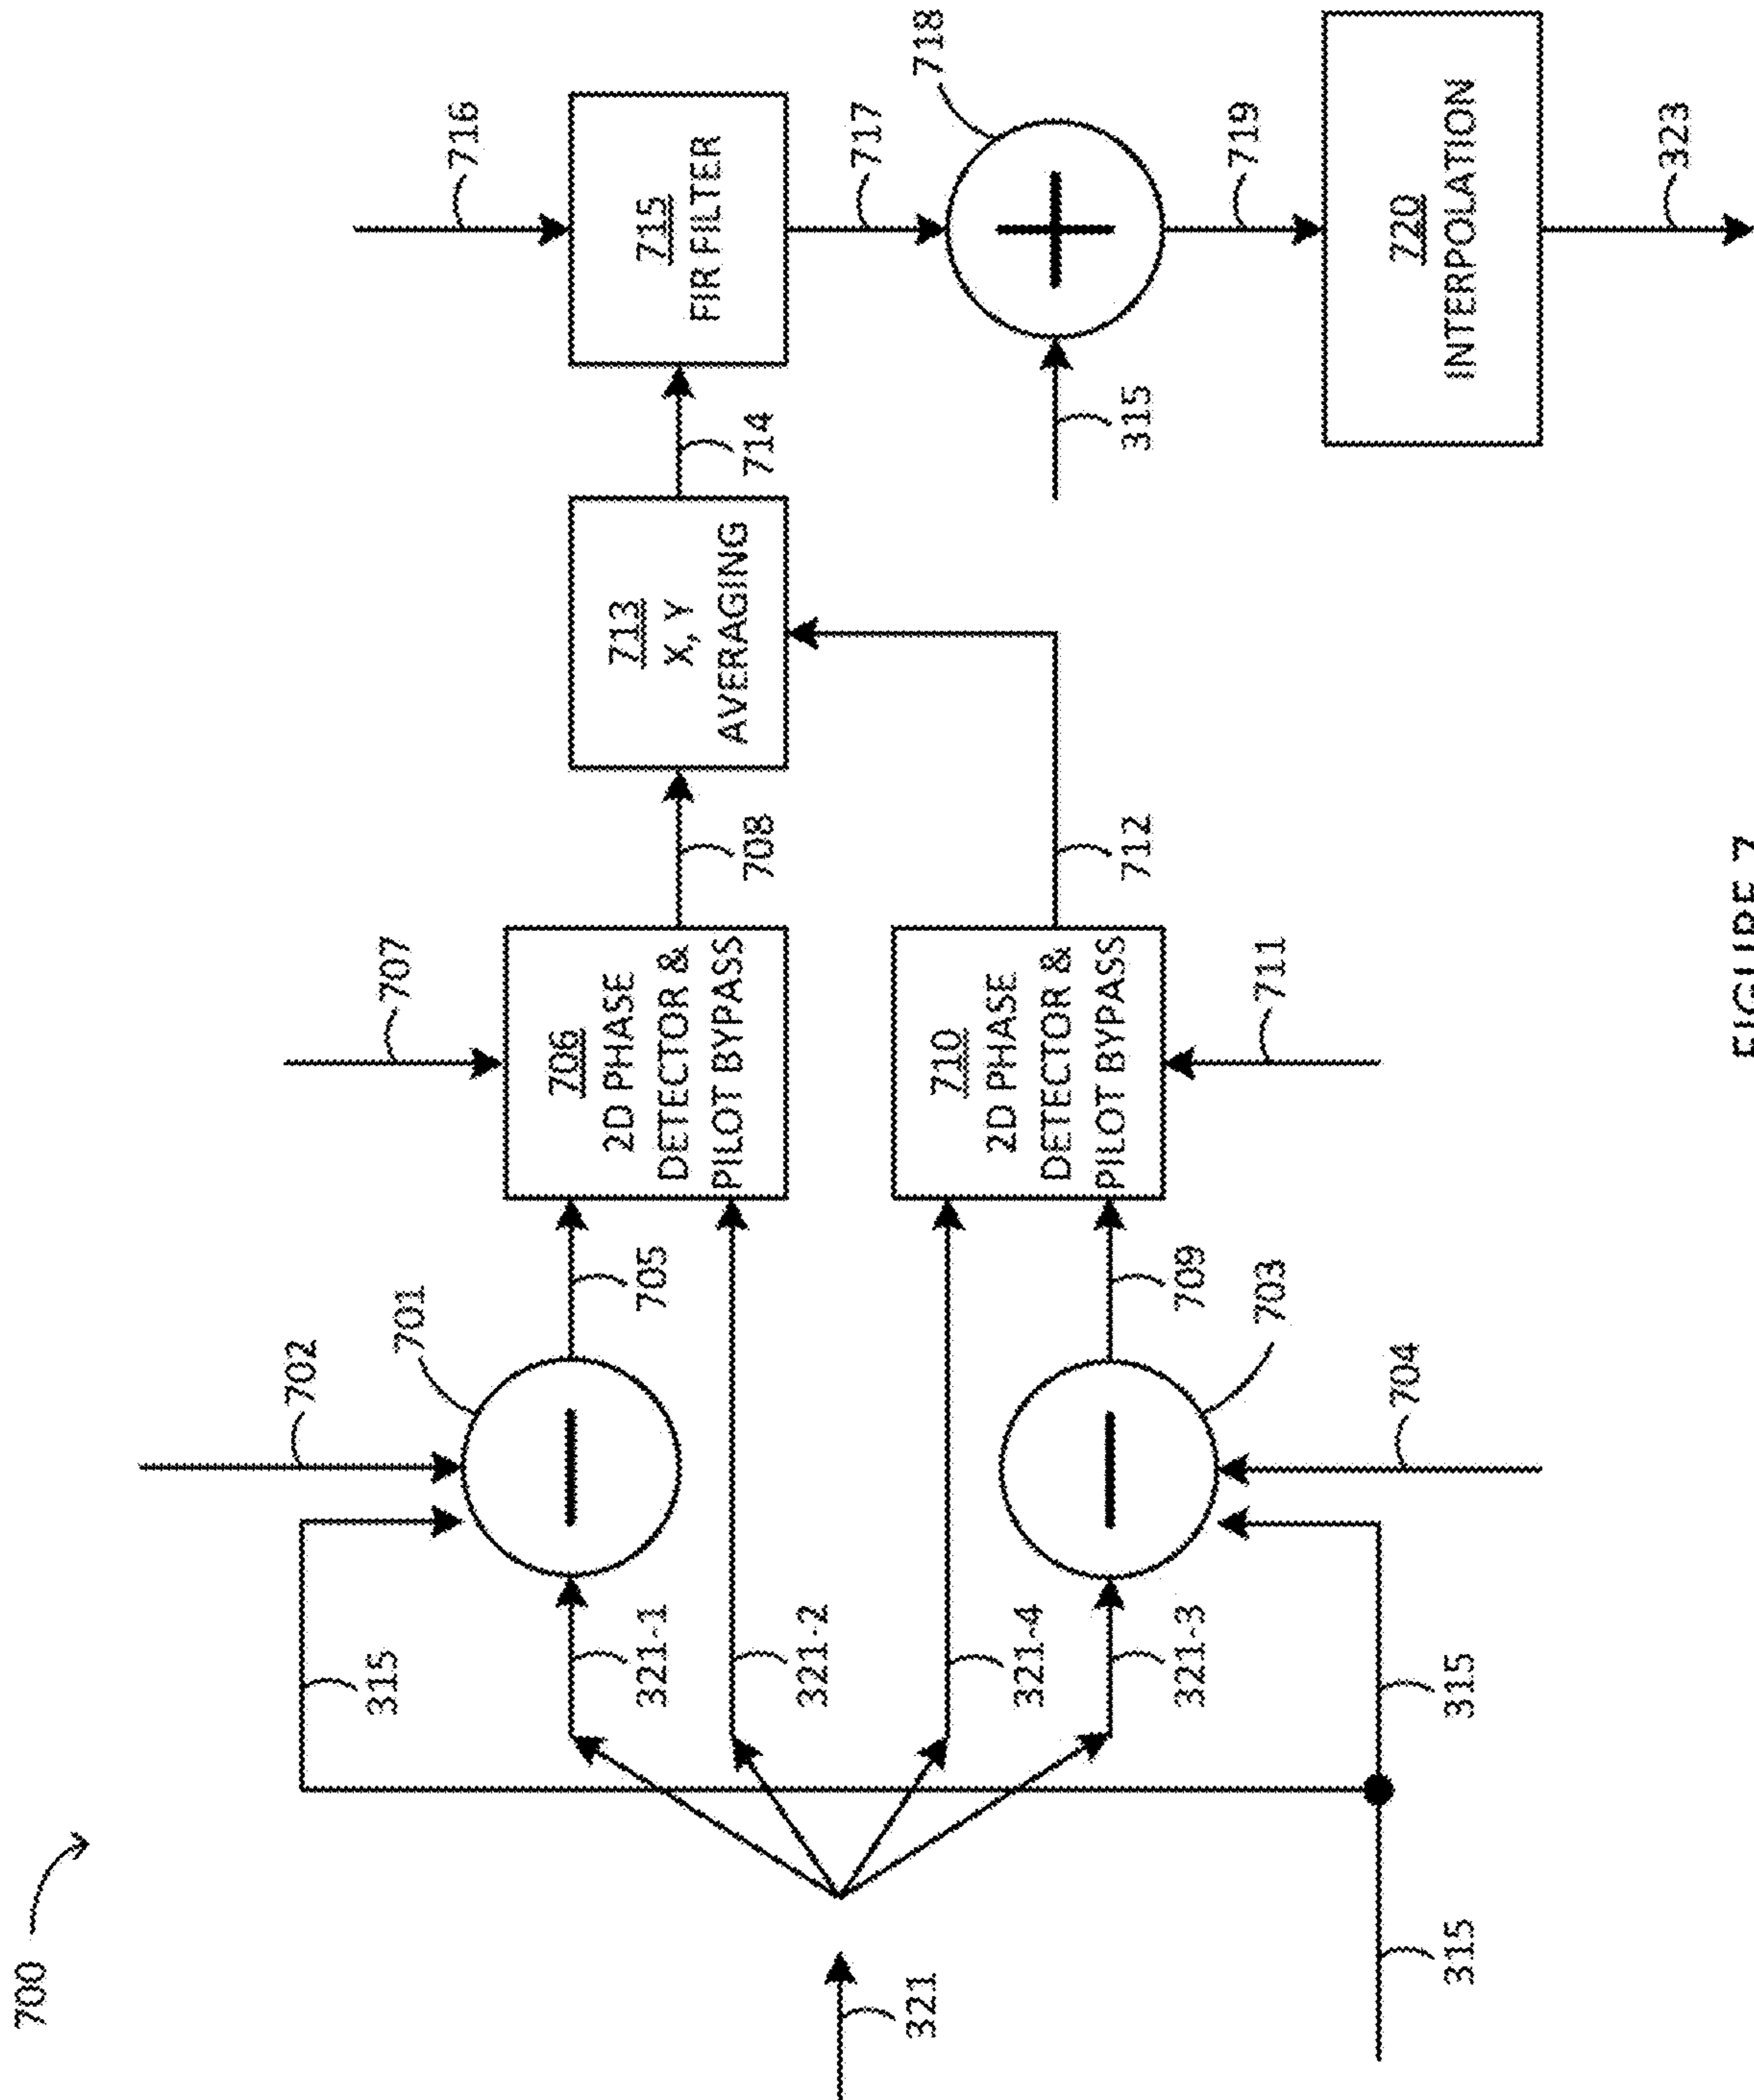 700
321
315
315
321-1
321-2
321-4
321-3
315
702
701
705
709
703
704
707
706
2D PHASE
DETECTOR &
PILOT BYPASS
710
2D PHASE
DETECTOR &
PILOT BYPASS
711
708
712
713
X, Y
AVERAGING
714
716
715
FIR FILTER
717
718
315
719
720
INTERPOLATION
323
FIGURE 7